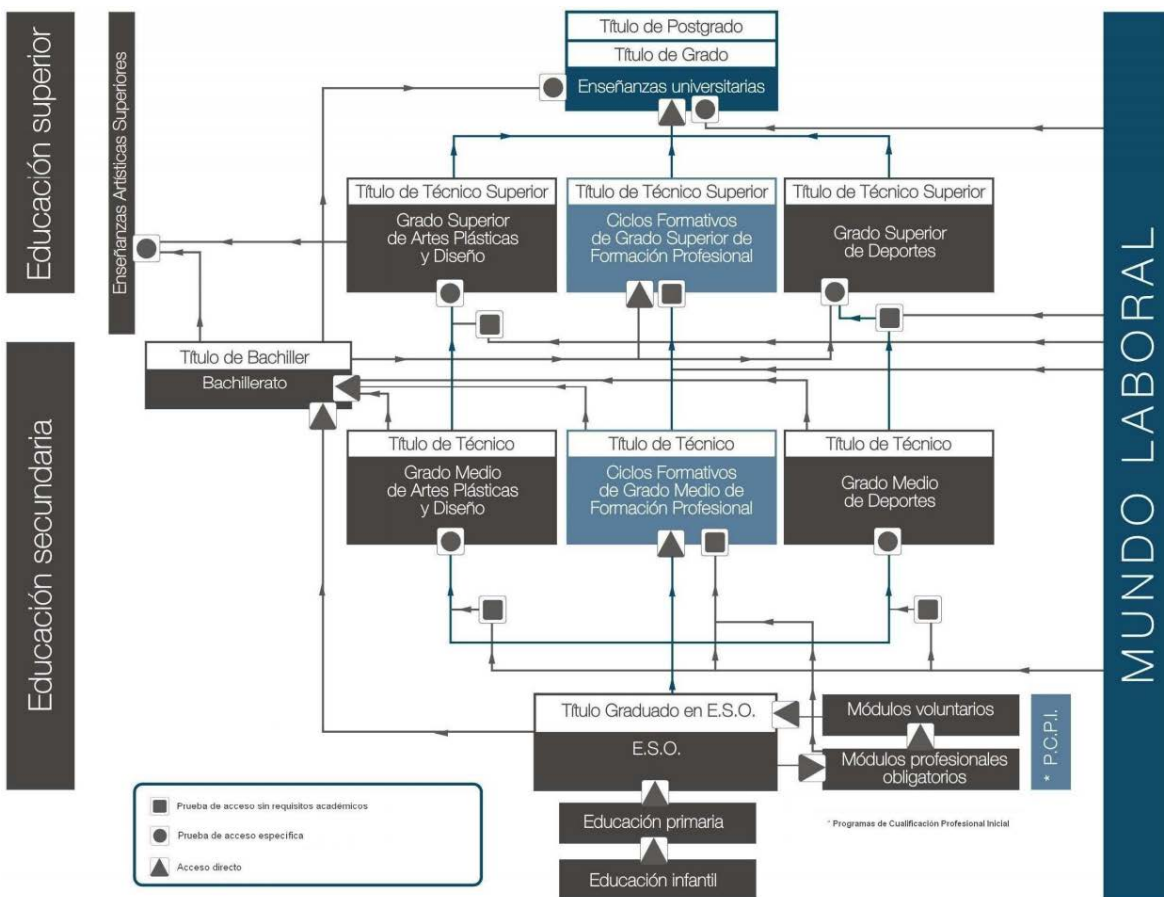 Educación superior
Enseñanzas Artísticas Superiores
Título de Postgrado
Título de Grado
Enseñanzas universitarias
Título de Técnico Superior
Grado Superior
de Artes Plásticas
y Diseño
Título de Técnico Superior
Ciclos Formativos
de Grado Superior de
Formación Profesional
Título de Técnico Superior
Grado Superior
de Deportes
MUNDO LABORAL
Educación secundaria
Título de Bachiller
Bachillerato
Título de Técnico
Grado Medio
de Artes Plásticas
y Diseño
Título de Técnico
Ciclos Formativos
de Grado Medio de
Formación Profesional
Título de Técnico
Grado Medio
de Deportes
Título Graduado en E.S.O.
E.S.O.
Módulos voluntarios
Módulos profesionales
obligatorios
* P.C.P.I.
Educación primaria
Educación infantil
* Programas de Cualificación Profesional Inicial
Prueba de acceso sin requisitos académicos
Prueba de acceso específica
Acceso directo